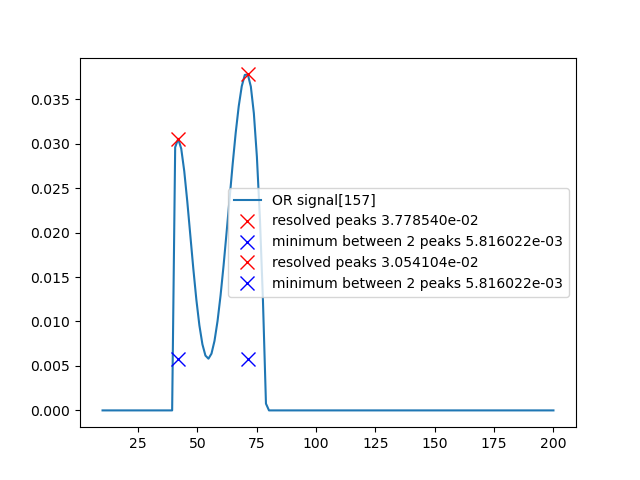 0.035
0.030
0.025
0.020
0.015
0.010
0.005
0.000
OR signal[157]
resolved peaks 3.778540e-02
minimum between 2 peaks 5.816022e-03
resolved peaks 3.054104e-02
minimum between 2 peaks 5.816022e-03
25 50 75 100 125 150 175 200